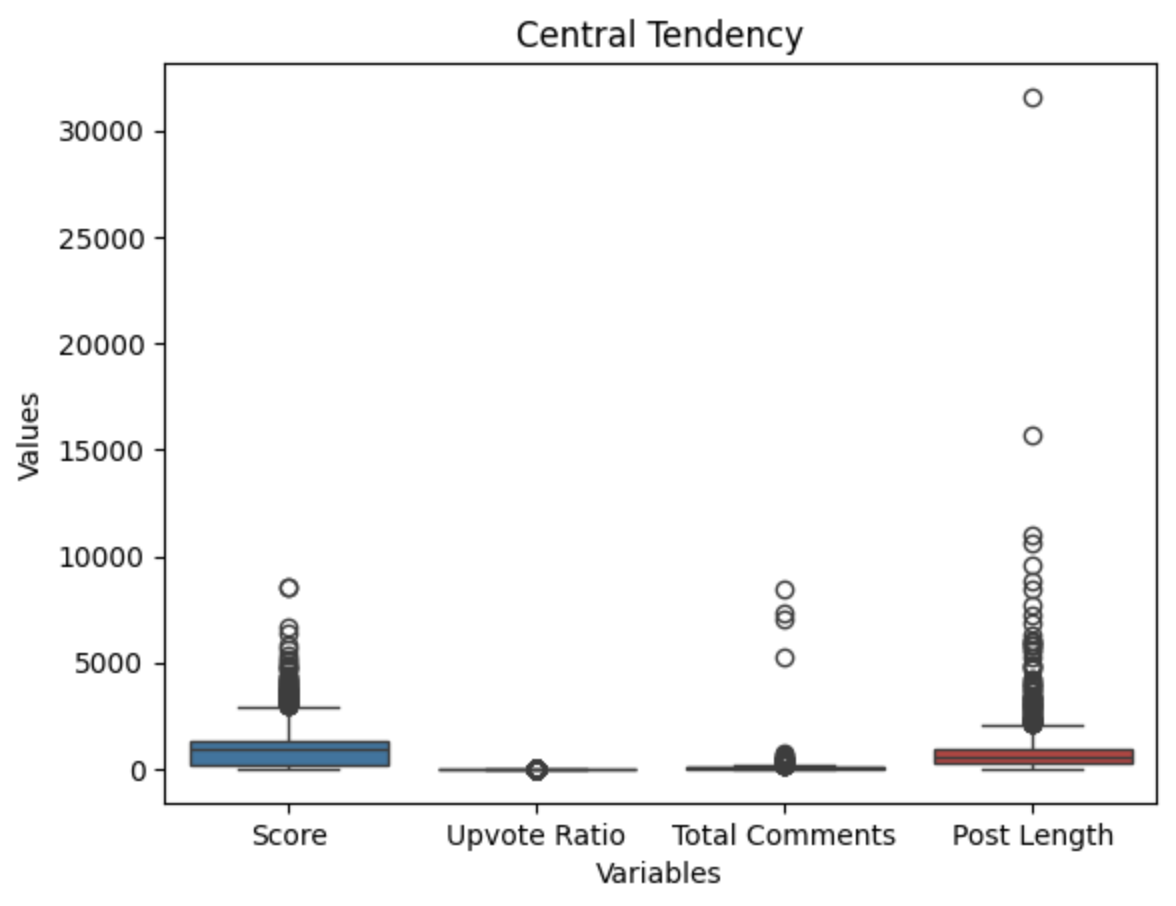 Central Tendency
30000
25000
20000
15000
10000
5000
0
Values
Score
Upvote Ratio
Total Comments
Post Length
Variables